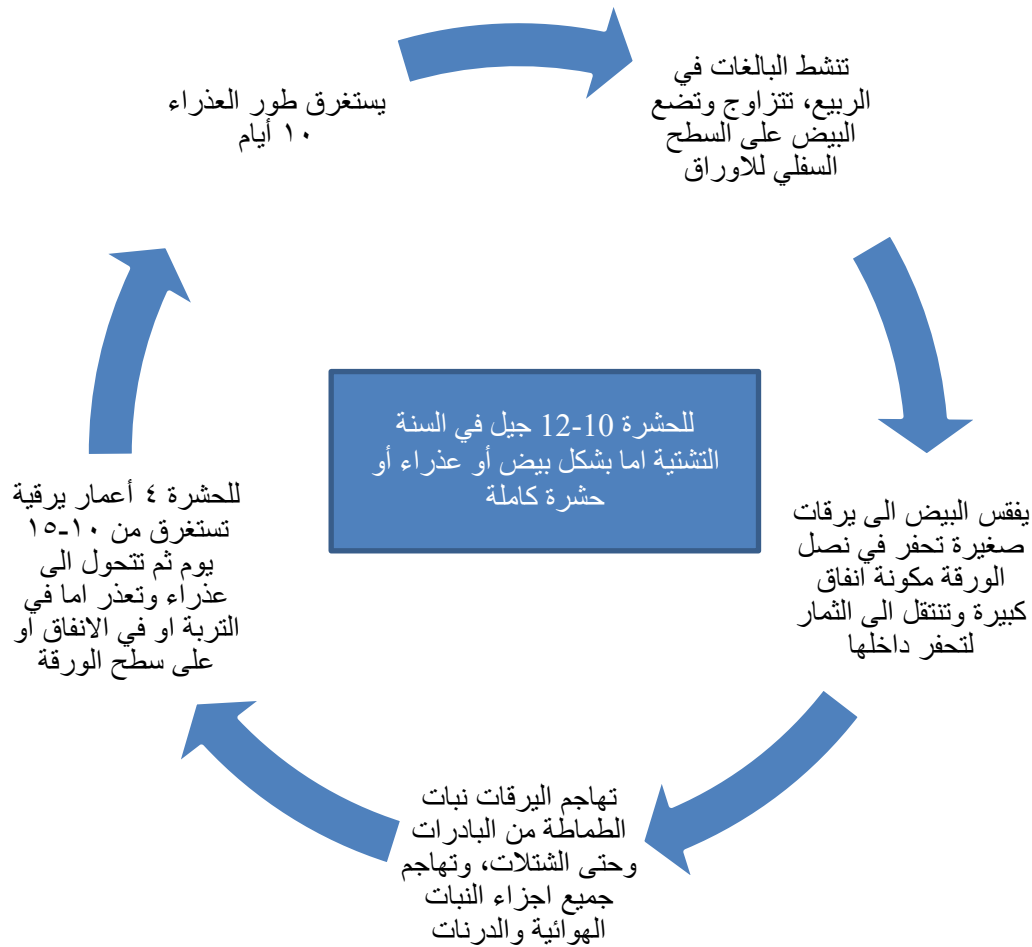 تنشط البالغات في
الربيع، تتزاوج وتضع
البيض على السطح
السفلي للاوراق
يفقس البيض الى يرقات
صغيرة تحفر في نصل
الورقة مكونة انفاق
كبيرة وتنتقل الى الثمار
لتحفر داخلها
تهاجم اليرقات نبات
الطماطة من البادرات
وحتى الشتلات، وتهاجم
جميع اجزاء النبات
الهوائية والدرنات
للحشرة ٤ أعمار يرقية
تستغرق من ١٠-١٥
يوم ثم تتحول الى
عذراء وتعذر اما في
التربة او في الانفاق او
على سطح الورقة
يستغرق طور العذراء
١٠ أيام
للحشرة 10-12 جيل في السنة
التشتية اما بشكل بيض أو عذراء أو
حشرة كاملة